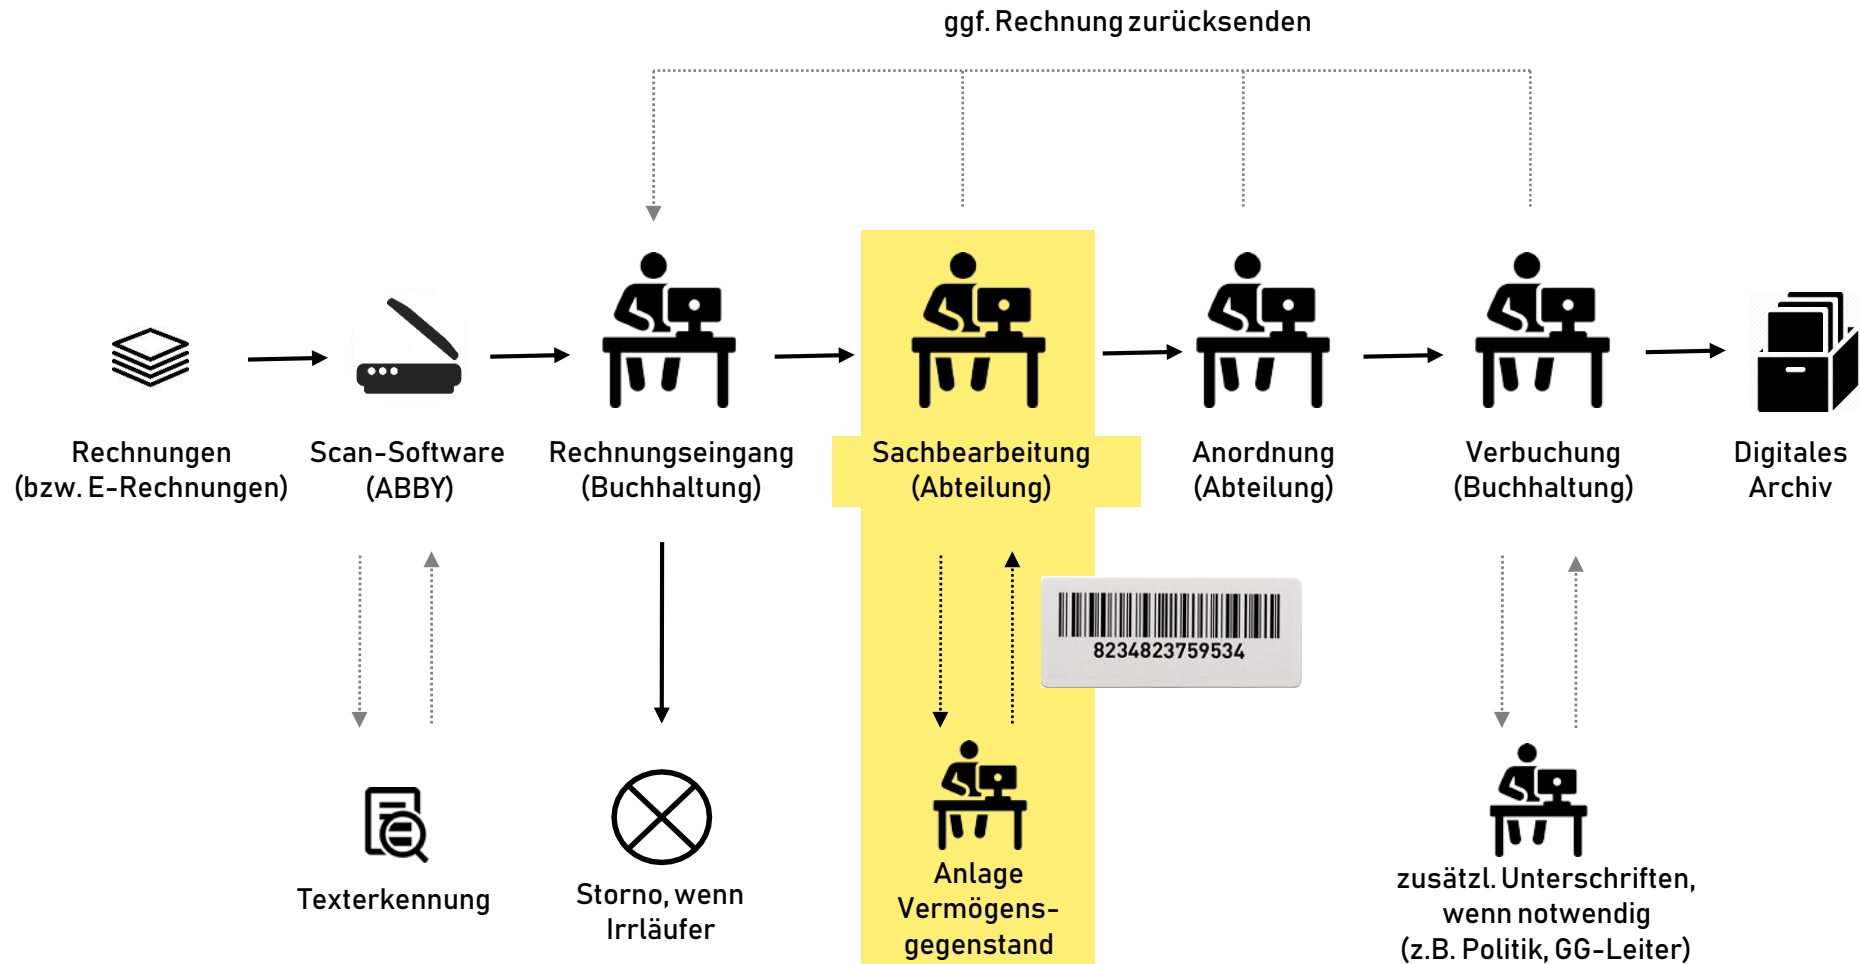 ggf. Rechnung zurücksenden
Rechnungen
(bzw. E-Rechnungen)
Scan-Software
(ABBY)
Rechnungseingang
(Buchhaltung)
Sachbearbeitung
(Abteilung)
Anordnung
(Abteilung)
Verbuchung
(Buchhaltung)
Digitales
Archiv
8234823759534
Texterkennung
Storno, wenn
Irrläufer
Anlage
Vermögens-
gegenstand
zusätzl. Unterschriften,
wenn notwendig
(z.B. Politik, GG-Leiter)